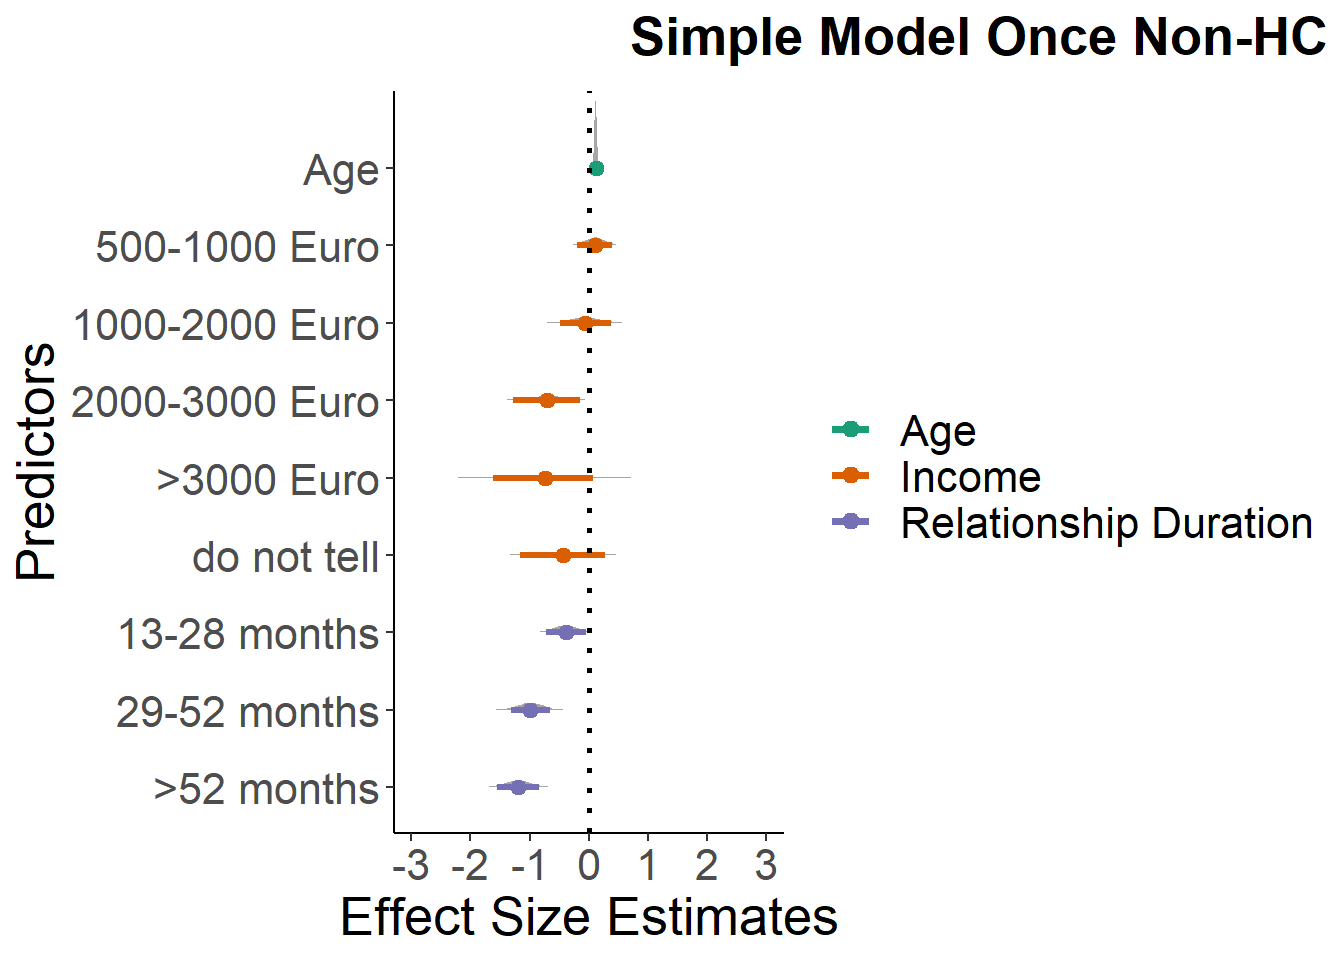 Simple Model Once Non-HC
Predictors
Age
500-1000 Euro
1000-2000 Euro
2000-3000 Euro
>3000 Euro
do not tell
13-28 months
29-52 months
>52 months
-3 -2 -1 0 1 2 3
Effect Size Estimates
Age
Income
Relationship Duration